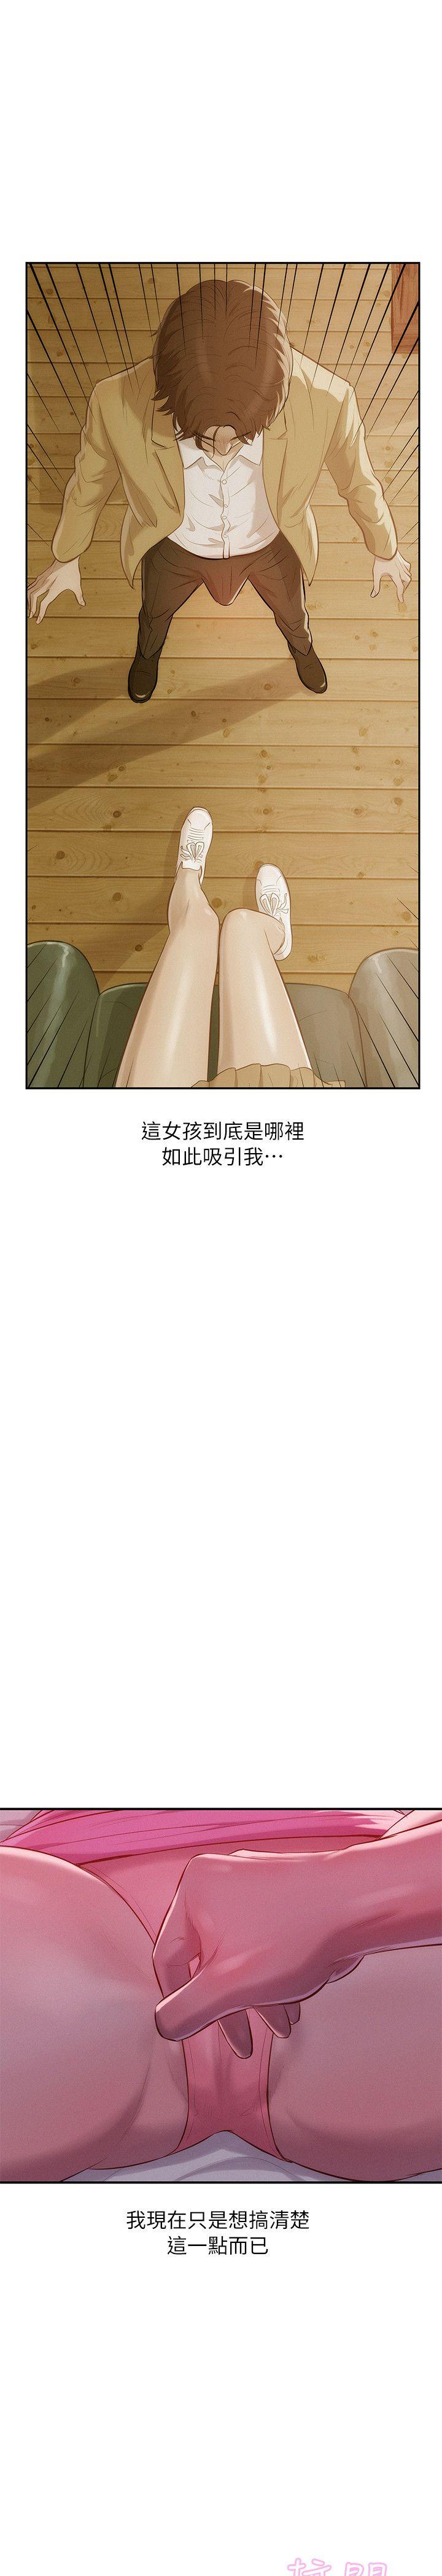 這女孩到底是哪裡
如此吸引我⋯
我現在只是想搞清楚
這一點而已